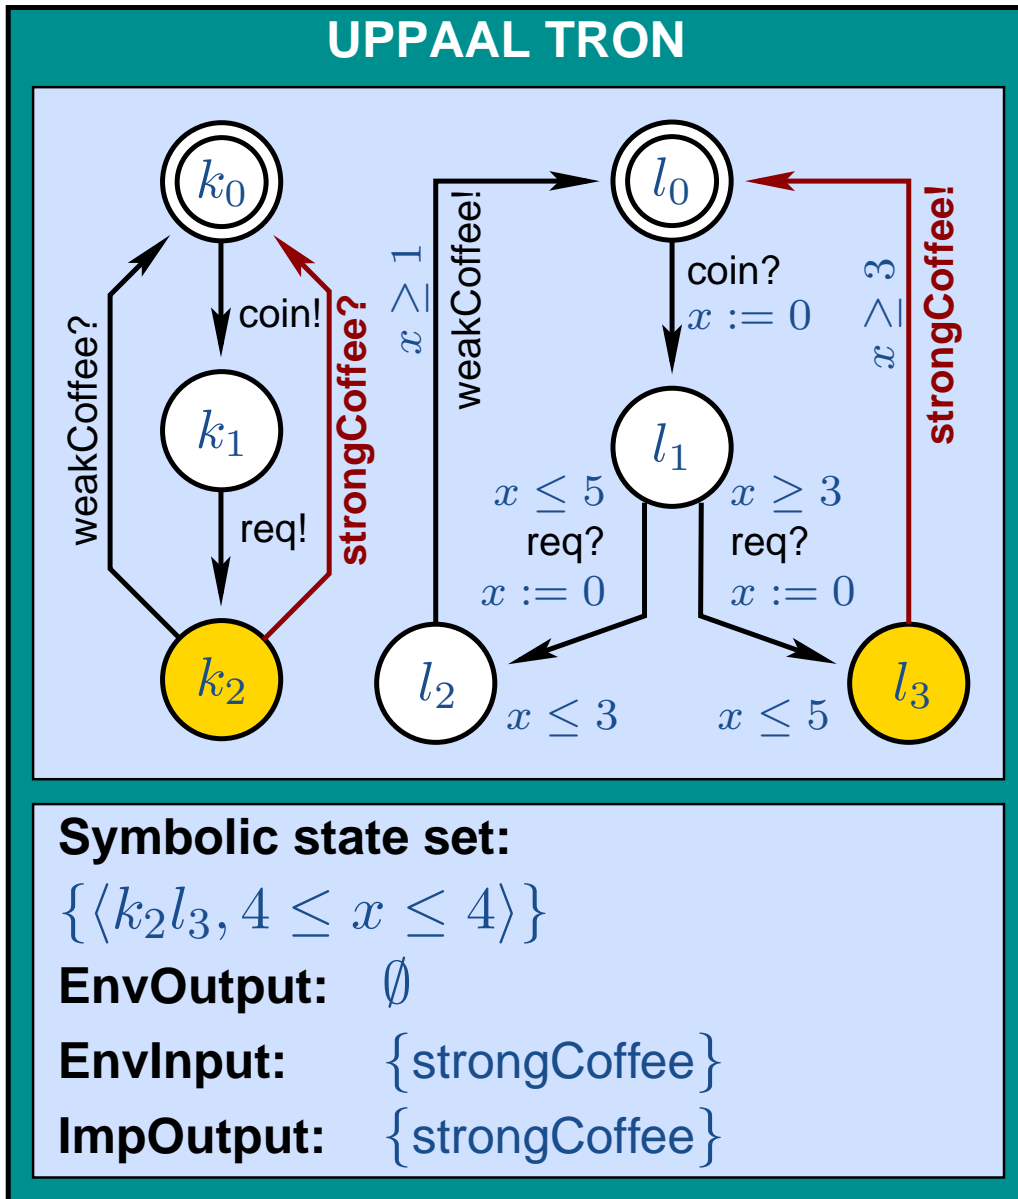 UPPAAL TRON
k₀
coin!
k₁
req!
k₂
weakCoffee?
strongCoffee?
l₀
coin?
x := 0
l₁
x ≤ 5
req?
x := 0
x ≥ 3
req?
x := 0
x ≥ 1
weakCoffee!
x ≥ 3
strongCoffee!
l₂
x ≤ 3
x ≤ 5
l₃
Symbolic state set:
{⟨k₂l₃, 4 ≤ x ≤ 4⟩}
EnvOutput: ∅
EnvInput: {strongCoffee}
ImpOutput: {strongCoffee}